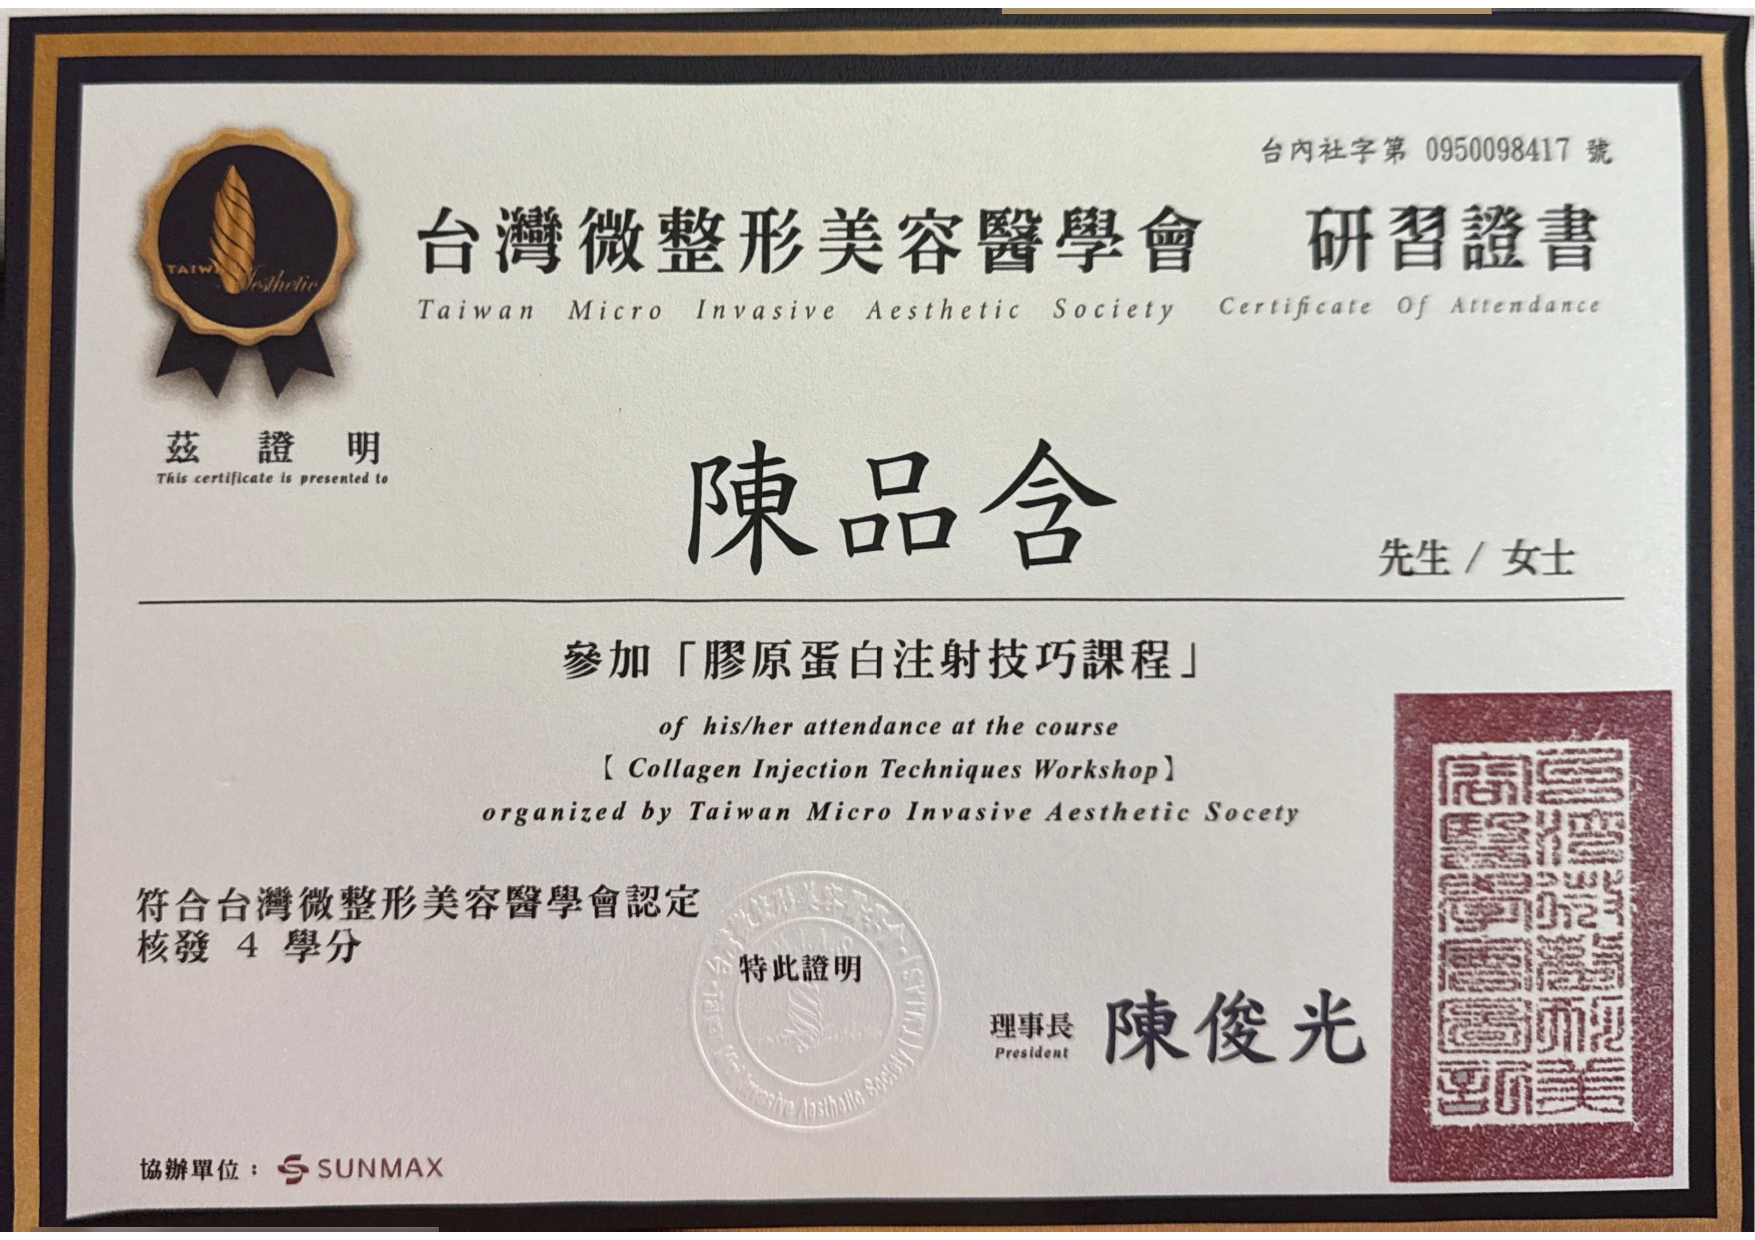 台內社字第 0950098417 號
台灣微整形美容醫學會 研習證書
Taiwan Micro Invasive Aesthetic Society Certificate Of Attendance
TAIWAN Aesthetic
茲證明
This certificate is presented to
陳品含
先生 / 女士
參加「膠原蛋白注射技巧課程」
of his/her attendance at the course
【 Collagen Injection Techniques Workshop】
organized by Taiwan Micro Invasive Aesthetic Socety
符合台灣微整形美容醫學會認定
核發 4 學分
特此證明
理事長 陳俊光
President
協辦單位： SUNMAX